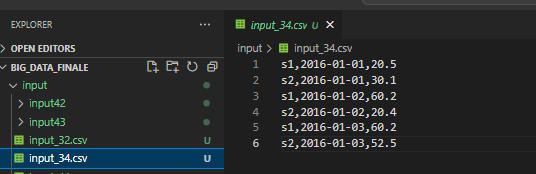 EXPLORER
OPEN EDITORS
BIG_DATA_FINALE
input
input42
input43
input_32.csv U
input_34.csv U
input_34.csv U
input > input_34.csv
1 s1,2016-01-01,20.5
2 s2,2016-01-01,30.1
3 s1,2016-01-02,60.2
4 s2,2016-01-02,20.4
5 s1,2016-01-03,60.2
6 s2,2016-01-03,52.5